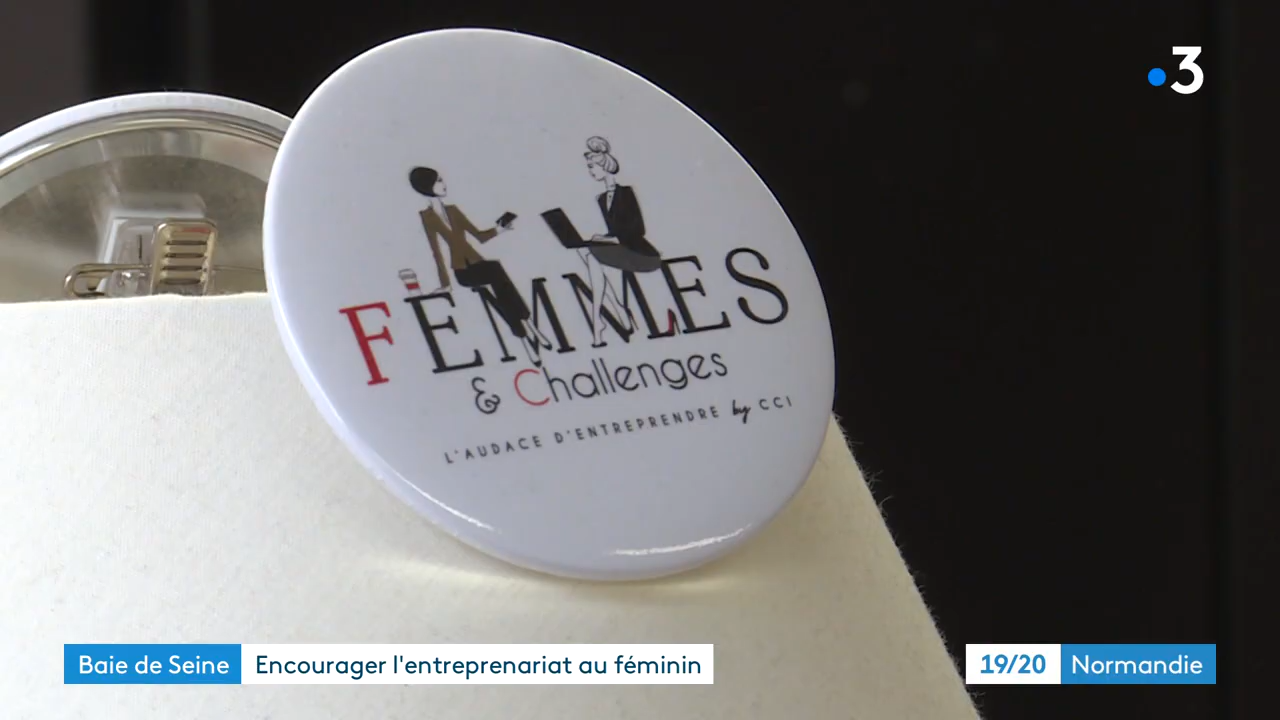 3
FEMMES
& Challenges
L'AUDACE D'ENTREPRENDRE by CCI
Baie de Seine Encourager l'entreprenariat au féminin
19/20 Normandie